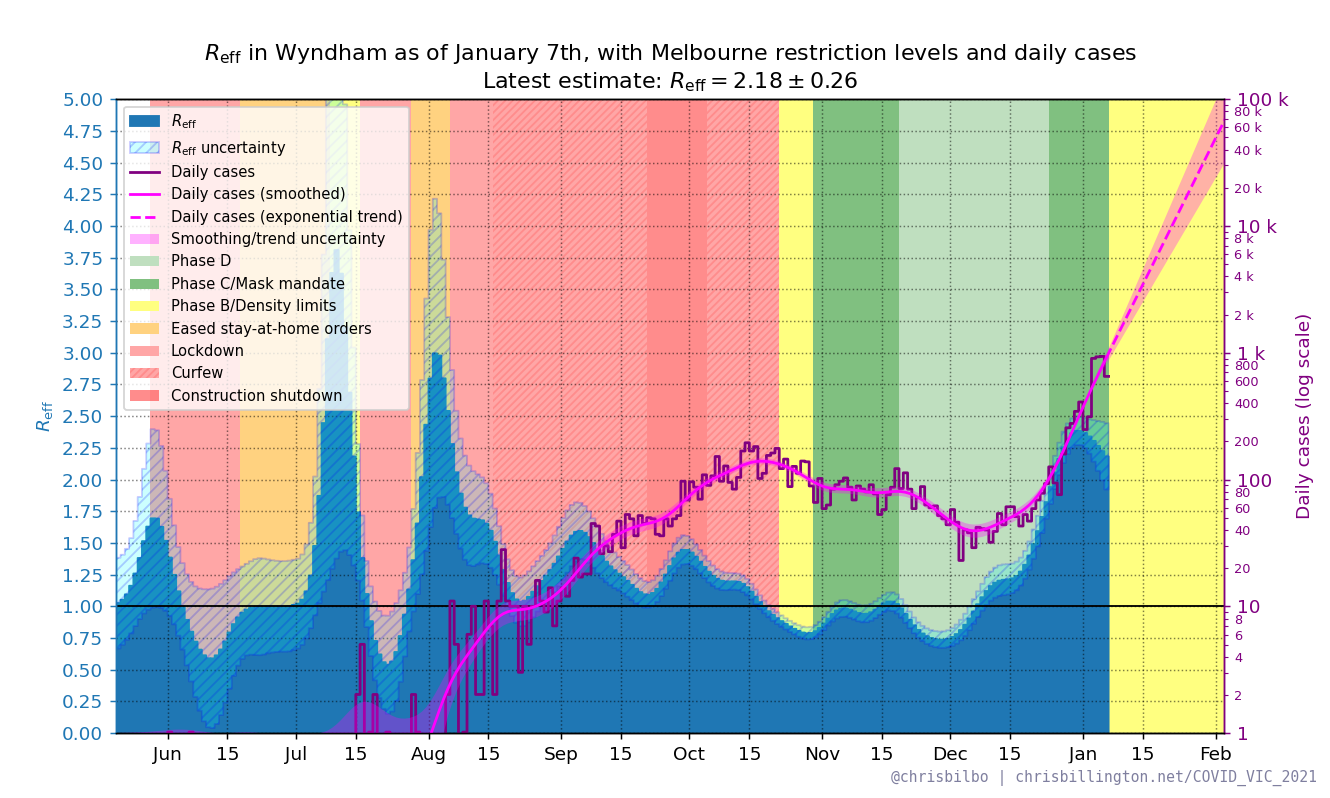 R_eff in Wyndham as of January 7th, with Melbourne restriction levels and daily cases
Latest estimate: R_eff = 2.18 ± 0.26
R_eff
R_eff uncertainty
Daily cases
Daily cases (smoothed)
Daily cases (exponential trend)
Smoothing/trend uncertainty
Phase D
Phase C/Mask mandate
Phase B/Density limits
Eased stay-at-home orders
Lockdown
Curfew
Construction shutdown
R_eff
5.00
4.75
4.50
4.25
4.00
3.75
3.50
3.25
3.00
2.75
2.50
2.25
2.00
1.75
1.50
1.25
1.00
0.75
0.50
0.25
0.00
Jun 15 Jul 15 Aug 15 Sep 15 Oct 15 Nov 15 Dec 15 Jan 15 Feb
100 k
80 k
60 k
40 k
20 k
10 k
8 k
6 k
4 k
2 k
1 k
800
600
400
200
100
80
60
40
20
10
8
6
4
2
1
Daily cases (log scale)
@chrisbilbo | chrisbillington.net/COVID_VIC_2021